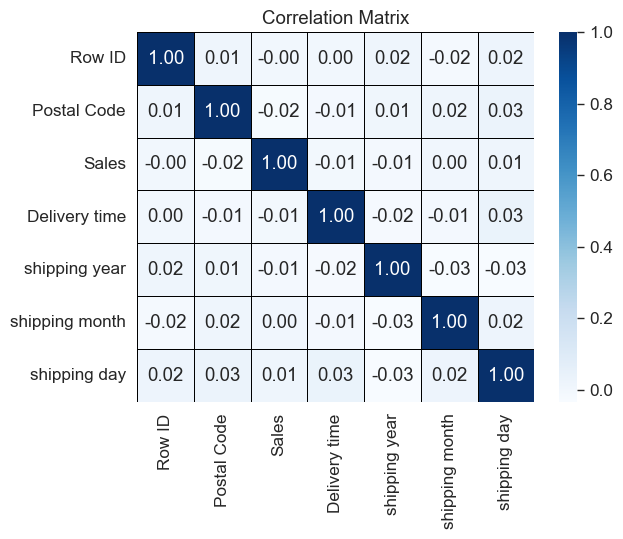 Correlation Matrix
Row ID 1.00 0.01 -0.00 0.00 0.02 -0.02 0.02
Postal Code 0.01 1.00 -0.02 -0.01 0.01 0.02 0.03
Sales -0.00 -0.02 1.00 -0.01 -0.01 0.00 0.01
Delivery time 0.00 -0.01 -0.01 1.00 -0.02 -0.01 0.03
shipping year 0.02 0.01 -0.01 -0.02 1.00 -0.03 -0.03
shipping month -0.02 0.02 0.00 -0.01 -0.03 1.00 0.02
shipping day 0.02 0.03 0.01 0.03 -0.03 0.02 1.00
Row ID
Postal Code
Sales
Delivery time
shipping year
shipping month
shipping day
1.0
0.8
0.6
0.4
0.2
0.0